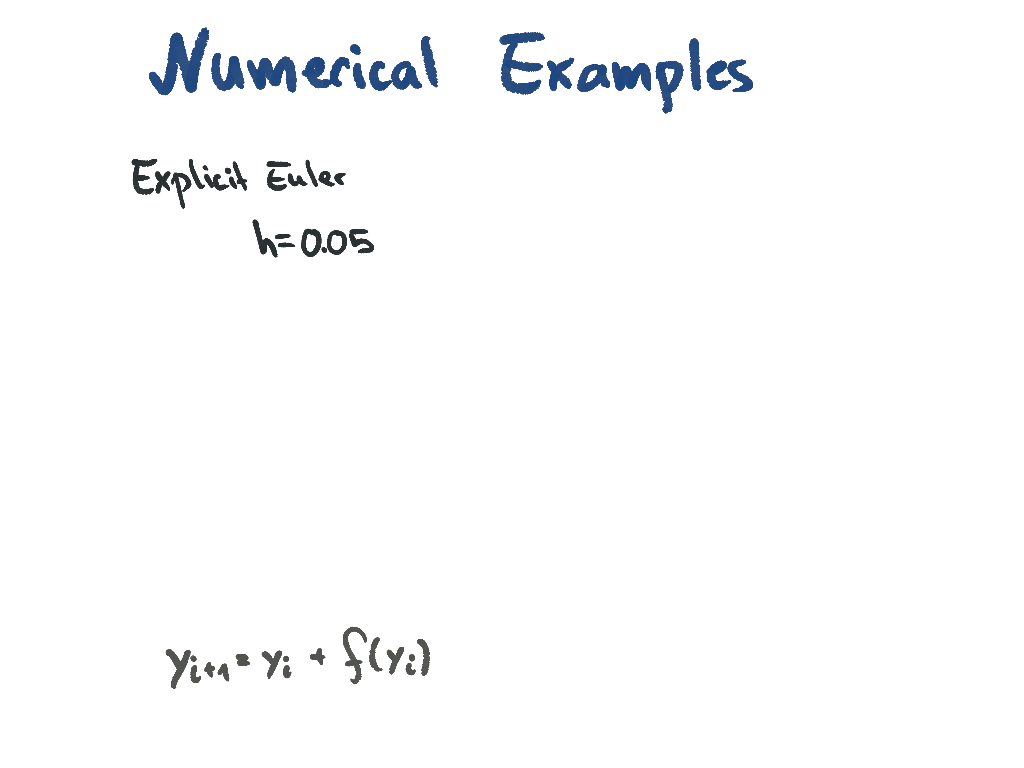 Numerical Examples
Explicit Euler
h=0.05
yᵢ₊₁ = yᵢ + f(yᵢ)